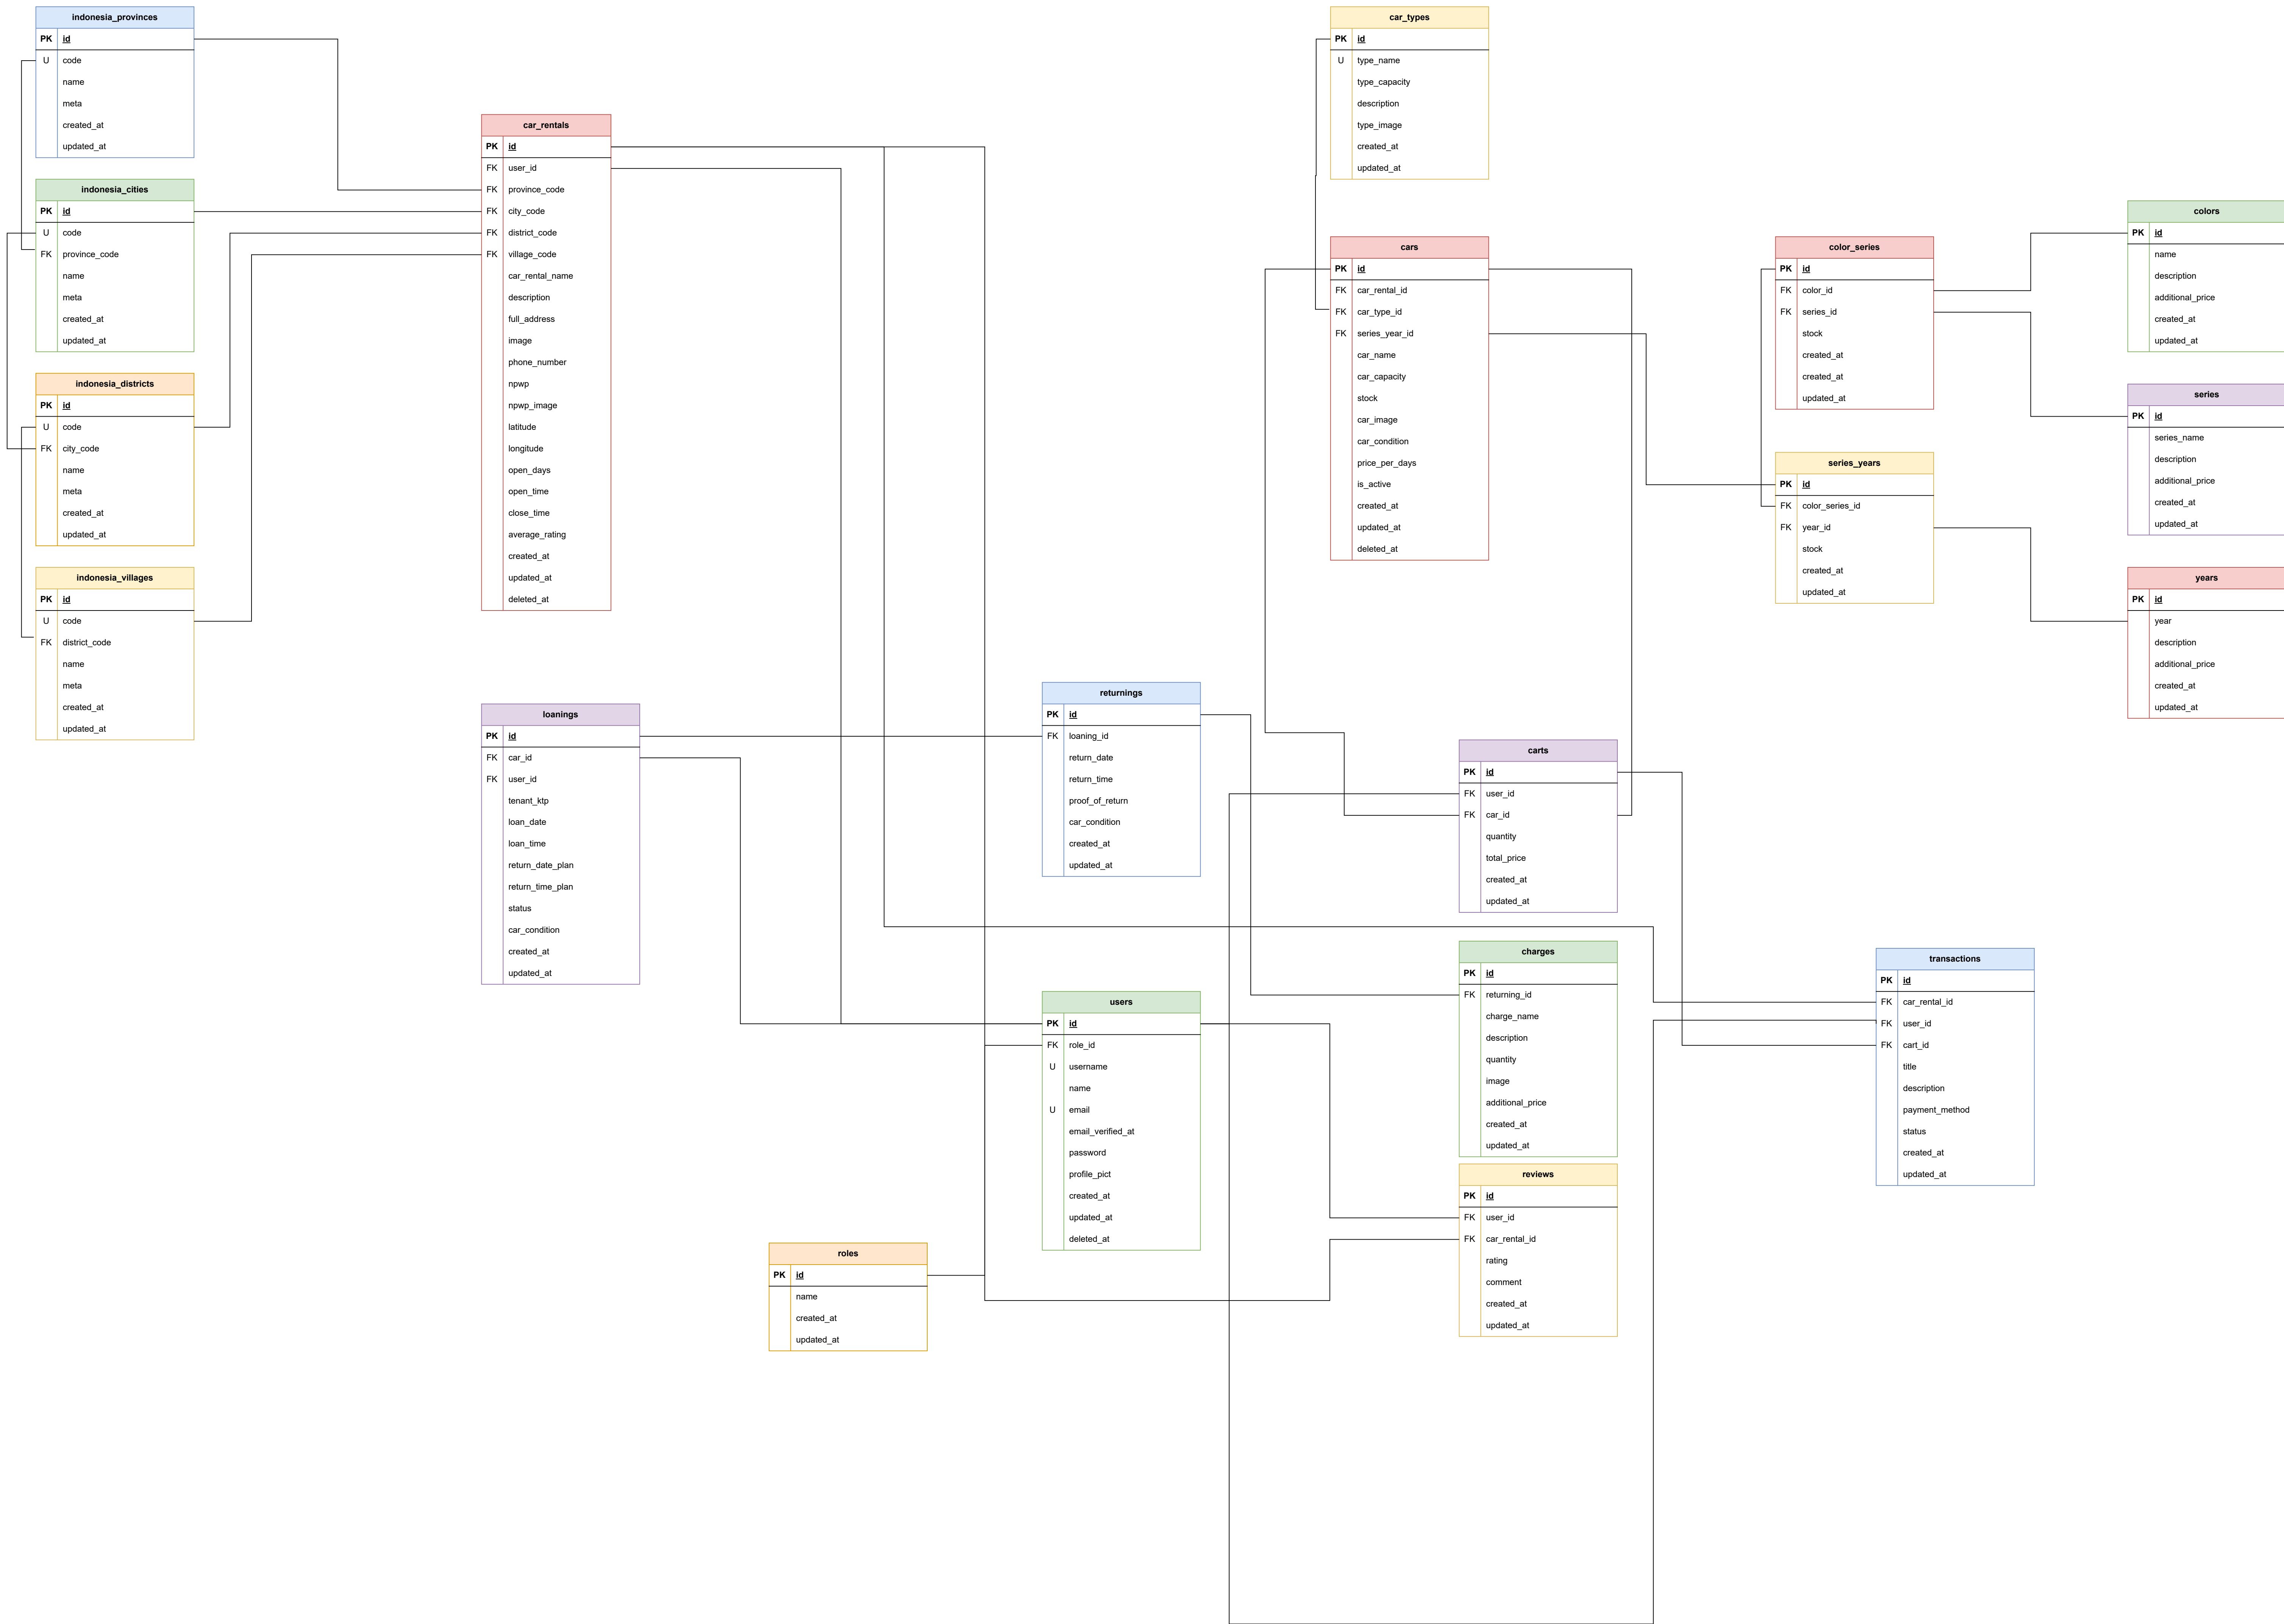 indonesia_provinces
PK id
U code
name
meta
created_at
updated_at
indonesia_cities
PK id
U code
FK province_code
name
meta
created_at
updated_at
indonesia_districts
PK id
U code
FK city_code
name
meta
created_at
updated_at
indonesia_villages
PK id
U code
FK district_code
name
meta
created_at
updated_at
car_rentals
PK id
FK user_id
FK province_code
FK city_code
FK district_code
FK village_code
car_rental_name
description
full_address
image
phone_number
npwp
npwp_image
latitude
longitude
open_days
open_time
close_time
average_rating
created_at
updated_at
deleted_at
loanings
PK id
FK car_id
FK user_id
tenant_ktp
loan_date
loan_time
return_date_plan
return_time_plan
status
car_condition
created_at
updated_at
roles
PK id
name
created_at
updated_at
returnings
PK id
FK loaning_id
return_date
return_time
proof_of_return
car_condition
created_at
updated_at
users
PK id
FK role_id
U username
name
U email
email_verified_at
password
profile_pict
created_at
updated_at
deleted_at
car_types
PK id
U type_name
type_capacity
description
type_image
created_at
updated_at
cars
PK id
FK car_rental_id
FK car_type_id
FK series_year_id
car_name
car_capacity
stock
car_image
car_condition
price_per_days
is_active
created_at
updated_at
deleted_at
carts
PK id
FK user_id
FK car_id
quantity
total_price
created_at
updated_at
charges
PK id
FK returning_id
charge_name
description
quantity
image
additional_price
created_at
updated_at
reviews
PK id
FK user_id
FK car_rental_id
rating
comment
created_at
updated_at
color_series
PK id
FK color_id
FK series_id
stock
created_at
created_at
updated_at
series_years
PK id
FK color_series_id
FK year_id
stock
created_at
updated_at
transactions
PK id
FK car_rental_id
FK user_id
FK cart_id
title
description
payment_method
status
created_at
updated_at
colors
PK id
name
description
additional_price
created_at
updated_at
series
PK id
series_name
description
additional_price
created_at
updated_at
years
PK id
year
description
additional_price
created_at
updated_at